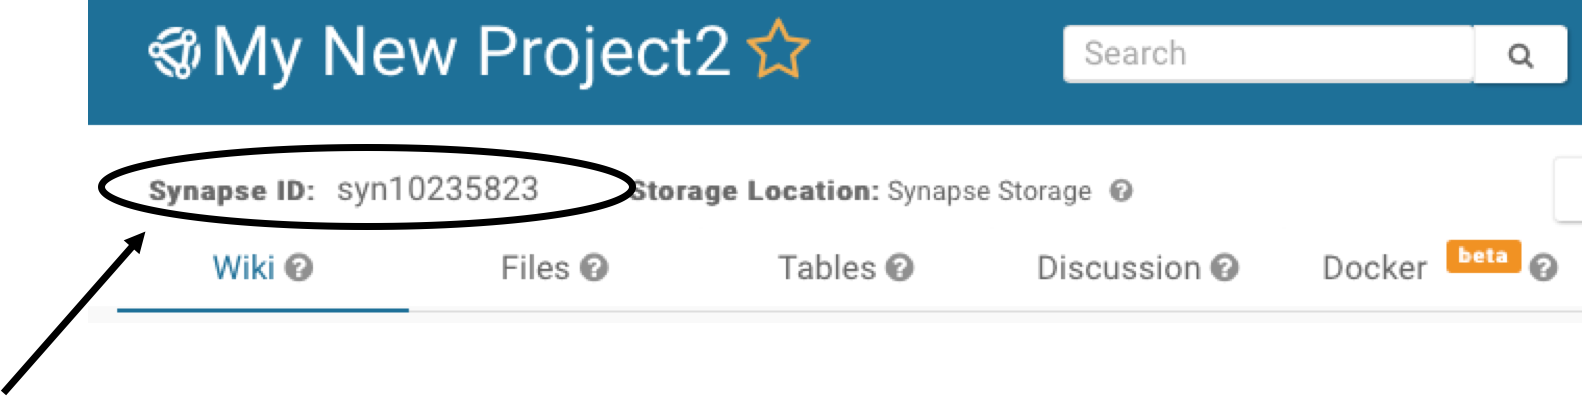 My New Project2
Search
Synapse ID: syn10235823 Storage Location: Synapse Storage
Wiki Files Tables Discussion Docker beta